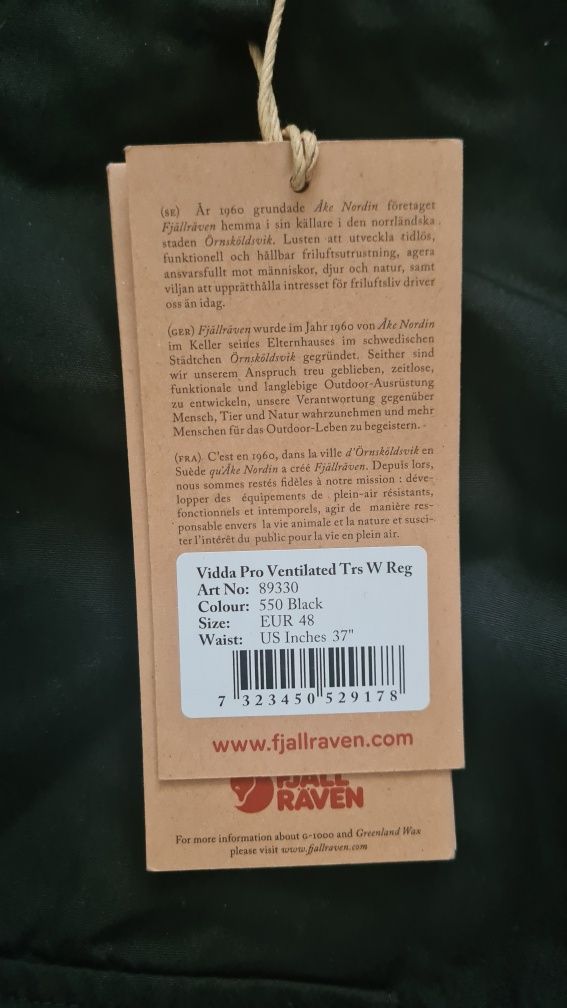 (SE) År 1960 grundade Åke Nordin företaget
Fjällräven hemma i sin källare i den norrländska
staden Örnsköldsvik. Lusten att utveckla tidlös,
funktionell och hållbar friluftsutrustning, agera
ansvarsfullt mot människor, djur och natur, samt
viljan att upprätthålla intresset för friluftsliv driver
oss än idag.
(GER) Fjällräven wurde im Jahr 1960 von Åke Nordin
im Keller seines Elternhauses im schwedischen
Städtchen Örnsköldsvik gegründet. Seither sind
wir unserem Anspruch treu geblieben, zeitlose,
funktionale und langlebige Outdoor-Ausrüstung
zu entwickeln, unsere Verantwortung gegenüber
Mensch, Tier und Natur wahrzunehmen und mehr
Menschen für das Outdoor-Leben zu begeistern.
(FRA) C'est en 1960, dans la ville d'Örnsköldsvik en
Suède qu'Åke Nordin a créé Fjällräven. Depuis lors,
nous sommes restés fidèles à notre mission : déve-
lopper des équipements de plein-air résistants,
fonctionnels et intemporels, agir de manière res-
ponsable envers la vie animale et la nature et susci-
ter l'intérêt du public pour la vie en plein air.
Vidda Pro Ventilated Trs W Reg
Art No: 89330
Colour: 550 Black
Size: EUR 48
Waist: US Inches 37"
7 323450 529178
www.fjallraven.com
FJÄLL
RÄVEN
For more information about G-1000 and Greenland Wax
please visit www.fjallraven.com